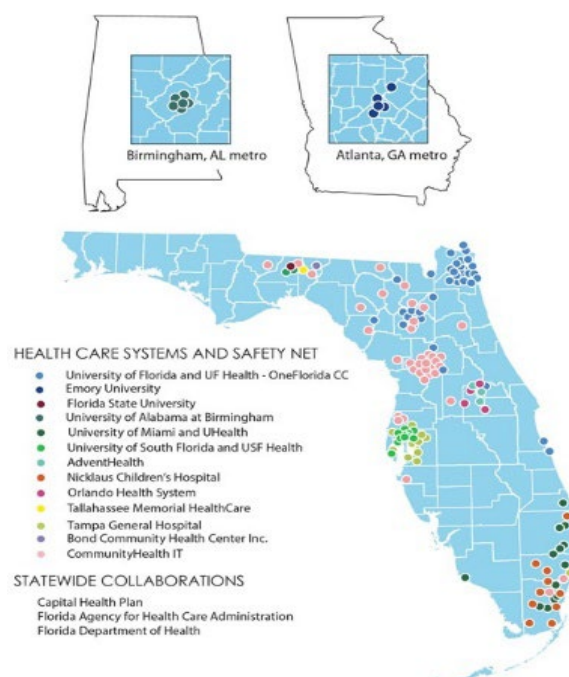 Birmingham, AL metro
Atlanta, GA metro
HEALTH CARE SYSTEMS AND SAFETY NET
University of Florida and UF Health - OneFlorida CC
Emory University
Florida State University
University of Alabama at Birmingham
University of Miami and UHealth
University of South Florida and USF Health
AdventHealth
Nicklaus Children's Hospital
Orlando Health System
Tallahassee Memorial HealthCare
Tampa General Hospital
Bond Community Health Center Inc.
CommunityHealth IT
STATEWIDE COLLABORATIONS
Capital Health Plan
Florida Agency for Health Care Administration
Florida Department of Health